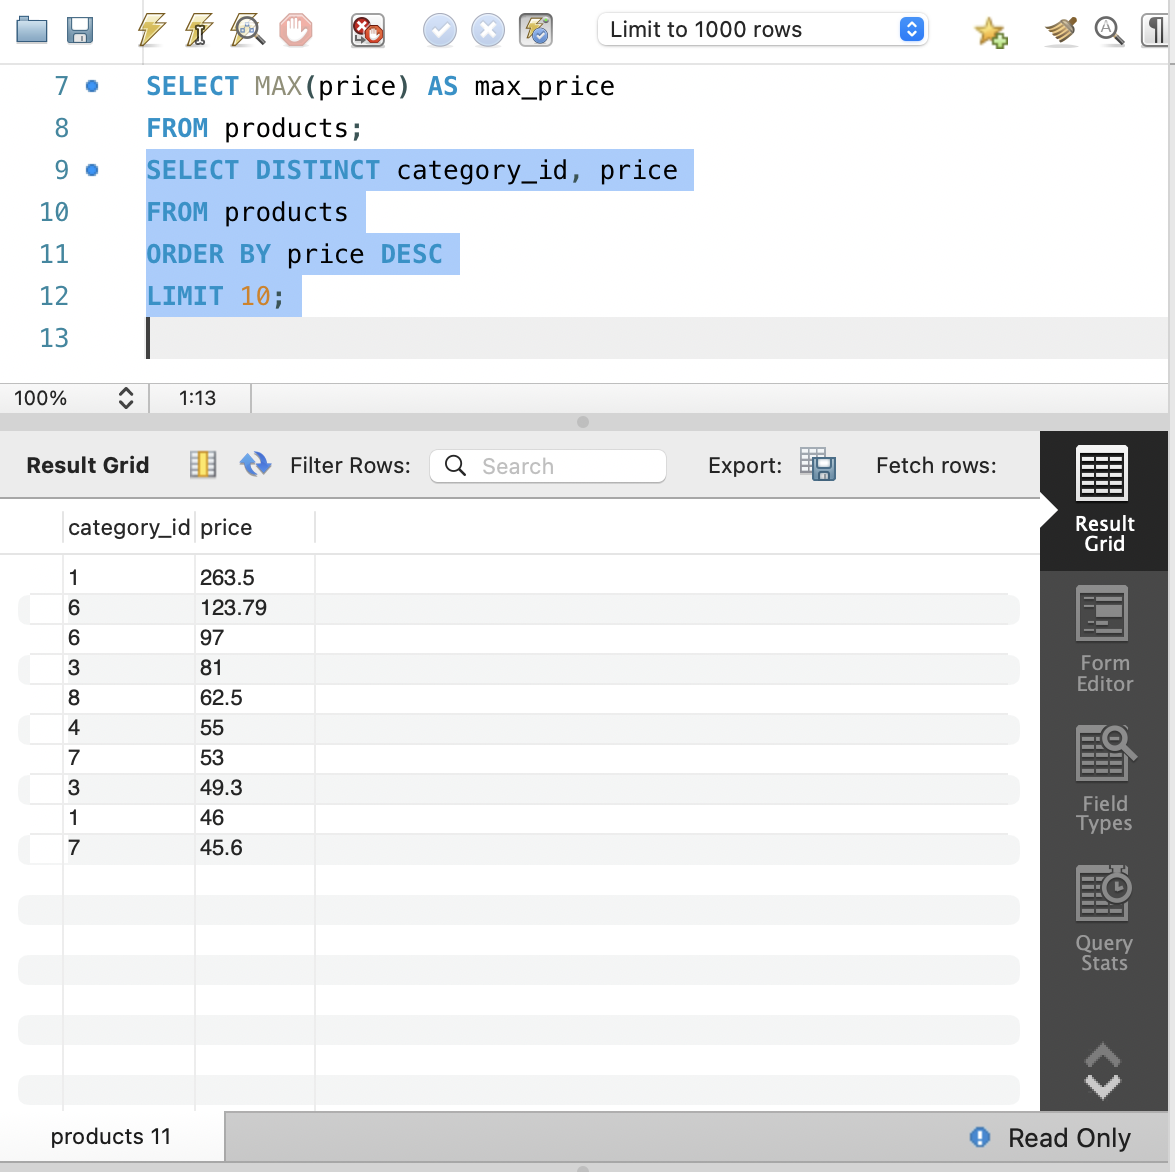 Limit to 1000 rows
7 SELECT MAX(price) AS max_price
8 FROM products;
9 SELECT DISTINCT category_id, price
10 FROM products
11 ORDER BY price DESC
12 LIMIT 10;
13
100% 1:13
Result Grid Filter Rows: Search Export: Fetch rows:
category_id price
1 263.5
6 123.79
6 97
3 81
8 62.5
4 55
7 53
3 49.3
1 46
7 45.6
Result
Grid
Form
Editor
Field
Types
Query
Stats
products 11 Read Only